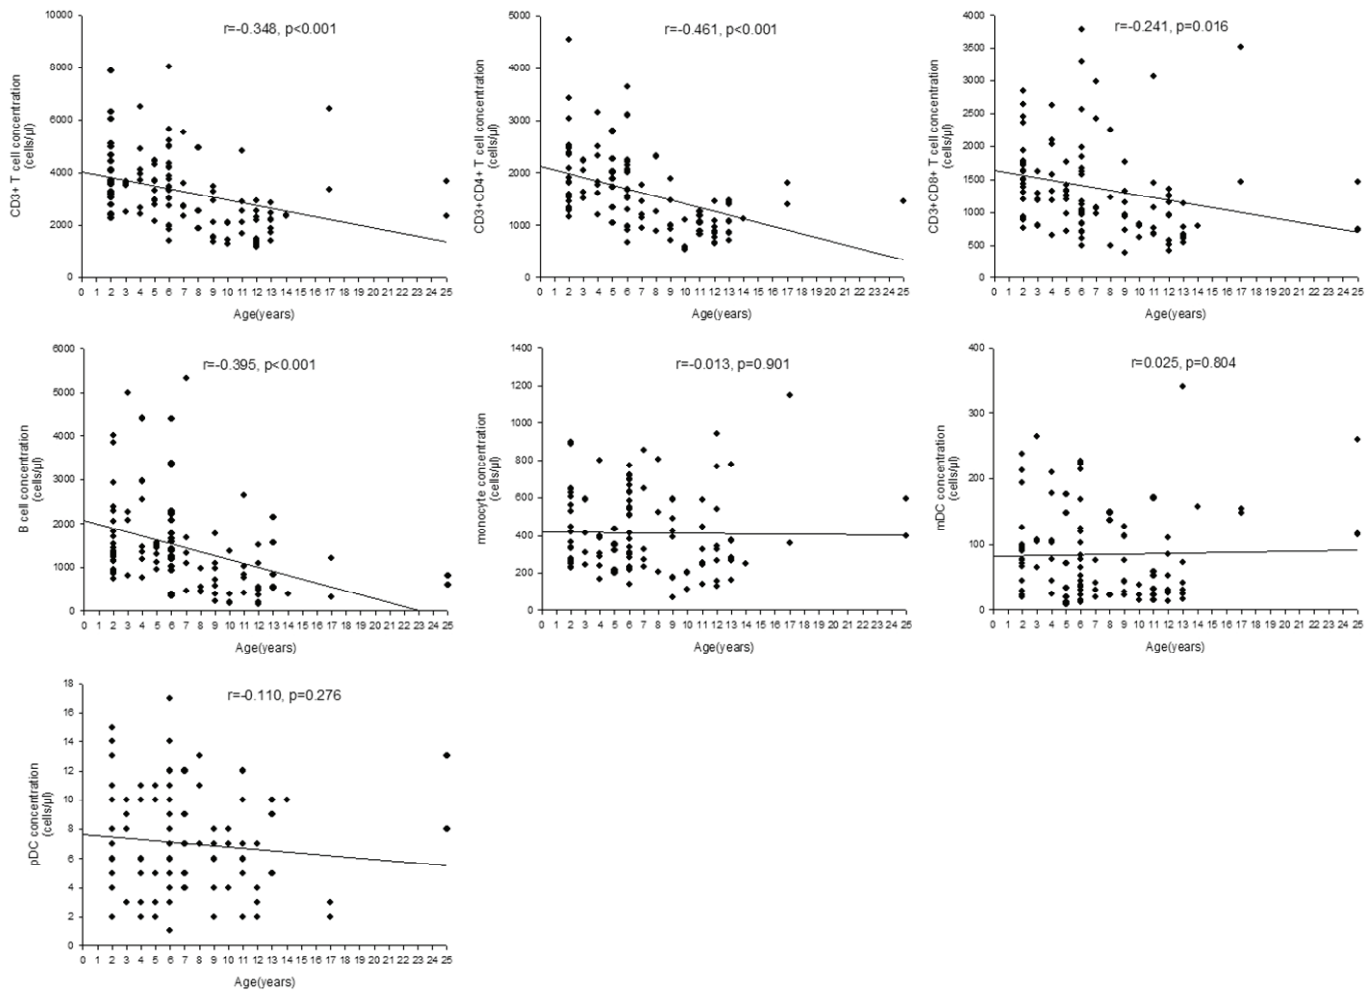 r=-0.348, p<0.001
CD3+ T cell concentration
(cells/µl)
10000
8000
6000
4000
2000
0
0 1 2 3 4 5 6 7 8 9 10 11 12 13 14 15 16 17 18 19 20 21 22 23 24 25
Age(years)
r=-0.461, p<0.001
CD3+CD4+ T cell concentration
(cells/µl)
5000
4000
3000
2000
1000
0
0 1 2 3 4 5 6 7 8 9 10 11 12 13 14 15 16 17 18 19 20 21 22 23 24 25
Age(years)
r=-0.241, p=0.016
CD3+CD8+ T cell concentration
(cells/µl)
4000
3500
3000
2500
2000
1500
1000
500
0
0 1 2 3 4 5 6 7 8 9 10 11 12 13 14 15 16 17 18 19 20 21 22 23 24 25
Age(years)
r=-0.395, p<0.001
B cell concentration
(cells/µl)
6000
5000
4000
3000
2000
1000
0
0 1 2 3 4 5 6 7 8 9 10 11 12 13 14 15 16 17 18 19 20 21 22 23 24 25
Age(years)
r=-0.013, p=0.901
monocyte concentration
(cells/µl)
1400
1200
1000
800
600
400
200
0
0 1 2 3 4 5 6 7 8 9 10 11 12 13 14 15 16 17 18 19 20 21 22 23 24 25
Age(years)
r=0.025, p=0.804
mDC concentration
(cells/µl)
400
300
200
100
0
0 1 2 3 4 5 6 7 8 9 10 11 12 13 14 15 16 17 18 19 20 21 22 23 24 25
Age(years)
r=-0.110, p=0.276
pDC concentration
(cells/µl)
18
16
14
12
10
8
6
4
2
0
0 1 2 3 4 5 6 7 8 9 10 11 12 13 14 15 16 17 18 19 20 21 22 23 24 25
Age(years)